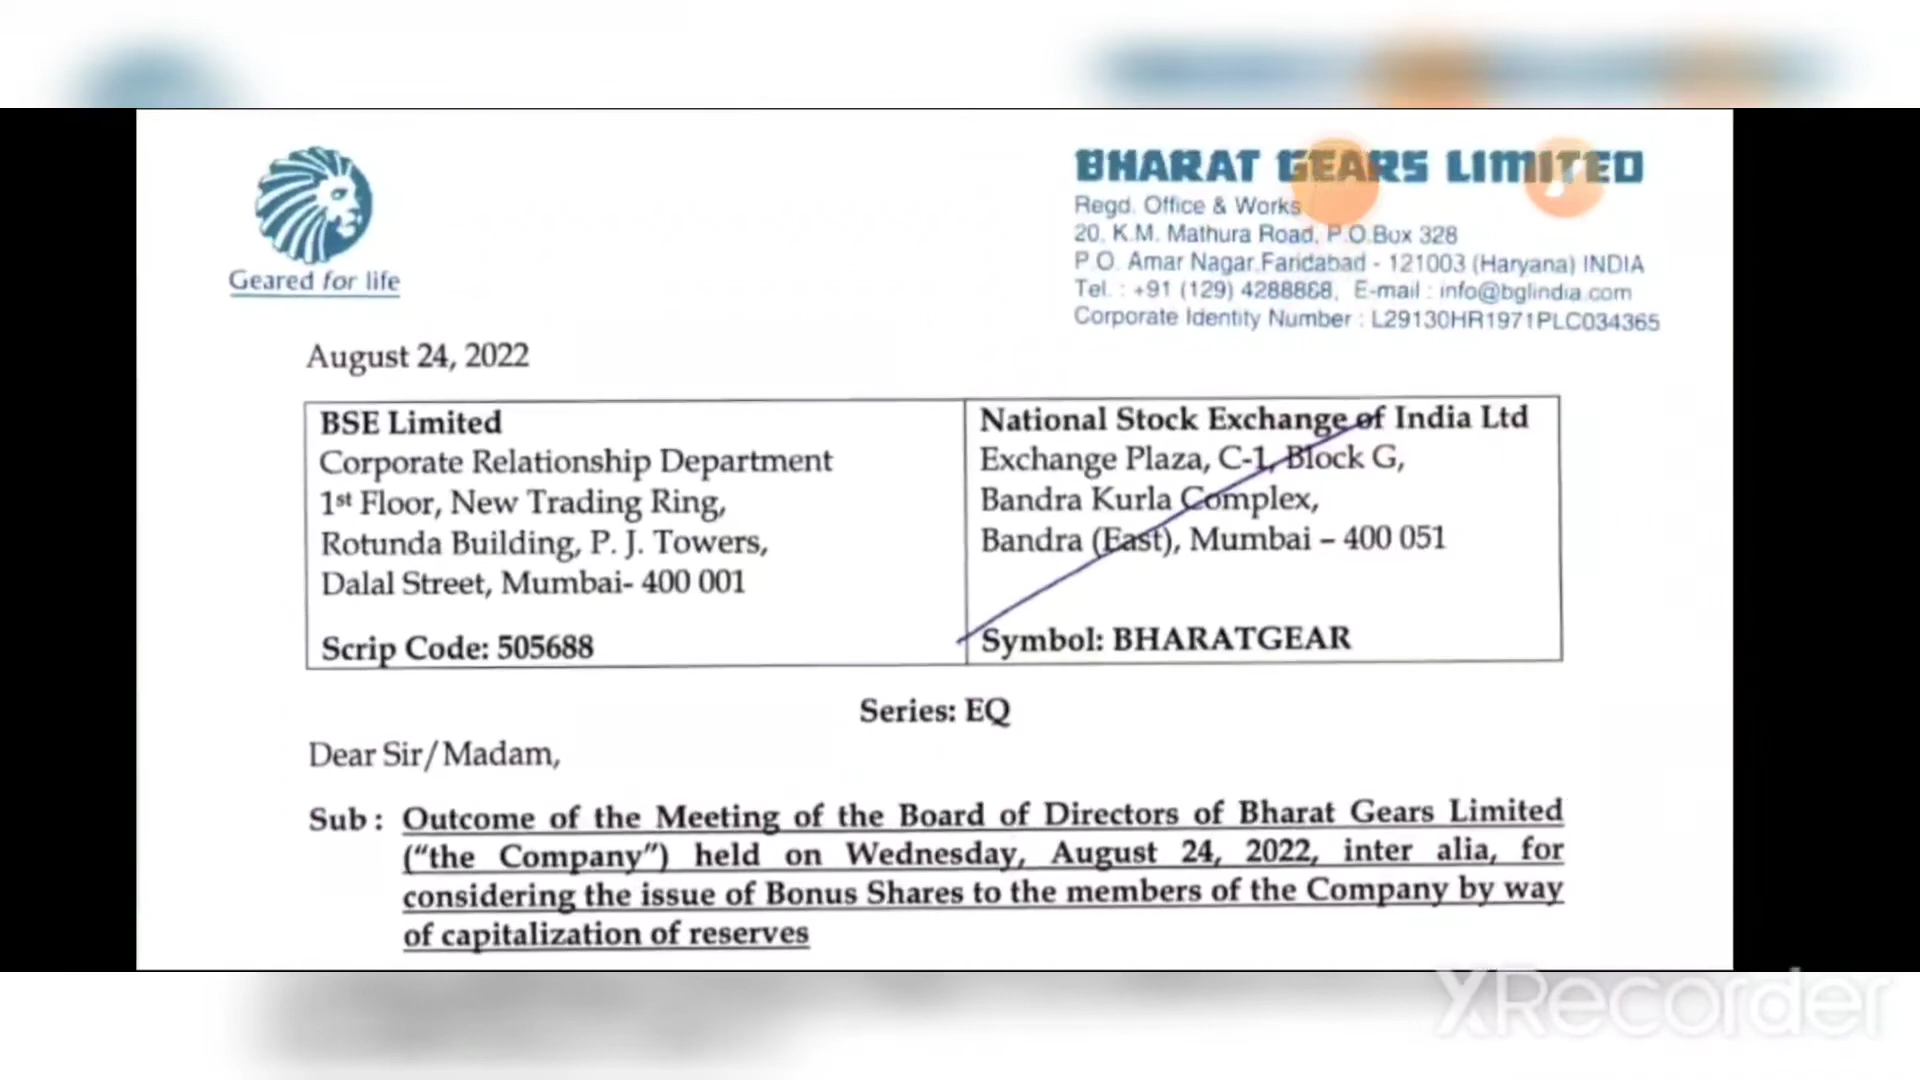 BHARAT GEARS LIMITED
Regd. Office & Works
20, K.M. Mathura Road, P.O.Box 328
P.O. Amar Nagar, Faridabad - 121003 (Haryana) INDIA
Tel. : +91 (129) 4288888, E-mail : info@bglindia.com
Corporate Identity Number : L29130HR1971PLC034365
Geared for life
August 24, 2022
BSE Limited
Corporate Relationship Department
1st Floor, New Trading Ring,
Rotunda Building, P. J. Towers,
Dalal Street, Mumbai- 400 001
Scrip Code: 505688
National Stock Exchange of India Ltd
Exchange Plaza, C-1, Block G,
Bandra Kurla Complex,
Bandra (East), Mumbai – 400 051
Symbol: BHARATGEAR
Series: EQ
Dear Sir/Madam,
Sub : Outcome of the Meeting of the Board of Directors of Bharat Gears Limited
(“the Company”) held on Wednesday, August 24, 2022, inter alia, for
considering the issue of Bonus Shares to the members of the Company by way
of capitalization of reserves
XRecorder